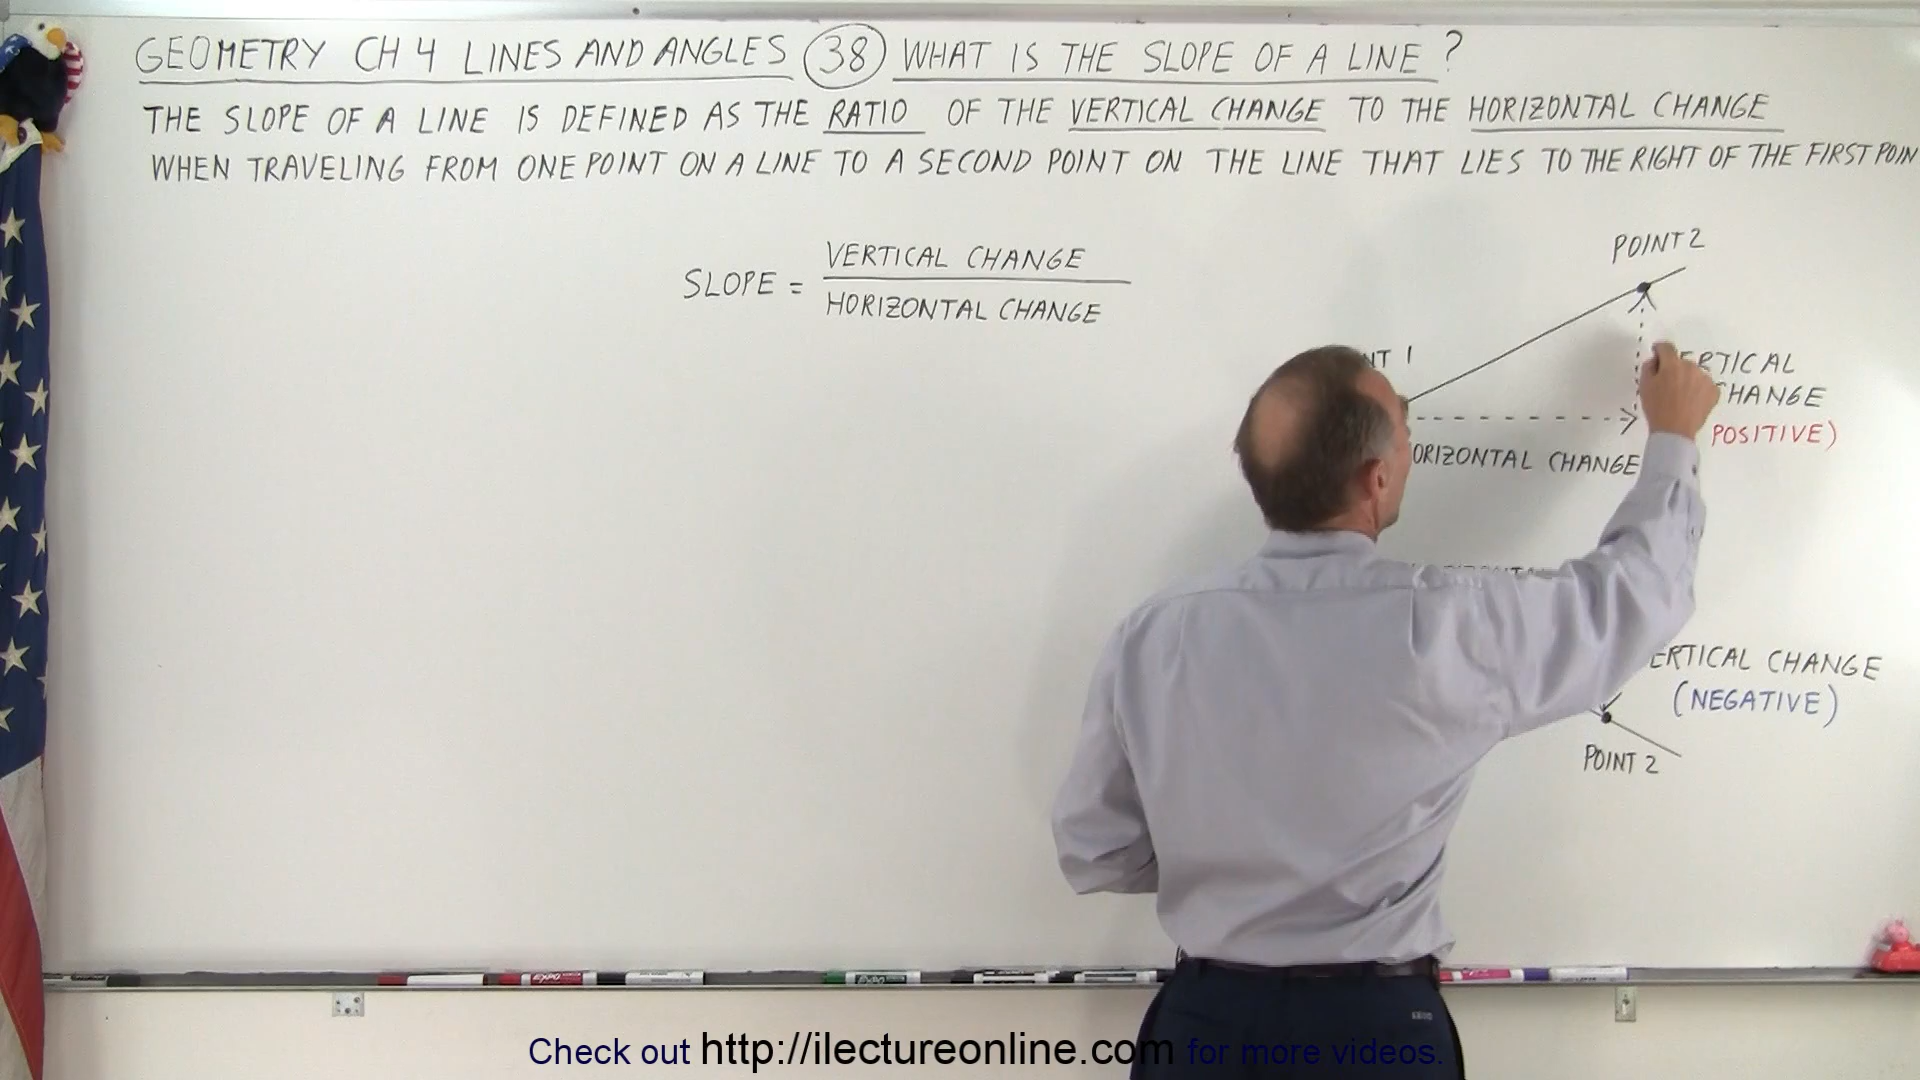 GEOMETRY CH 4 LINES AND ANGLES 38 WHAT IS THE SLOPE OF A LINE ?
THE SLOPE OF A LINE IS DEFINED AS THE RATIO OF THE VERTICAL CHANGE TO THE HORIZONTAL CHANGE
WHEN TRAVELING FROM ONE POINT ON A LINE TO A SECOND POINT ON THE LINE THAT LIES TO THE RIGHT OF THE FIRST POIN
SLOPE = VERTICAL CHANGE
HORIZONTAL CHANGE
POINT 2
NT 1
ERTICAL
HANGE
POSITIVE)
ORIZONTAL CHANGE
ERTICAL CHANGE
(NEGATIVE)
POINT 2
EXPO
EXPO
Check out http://ilectureonline.com for more videos.